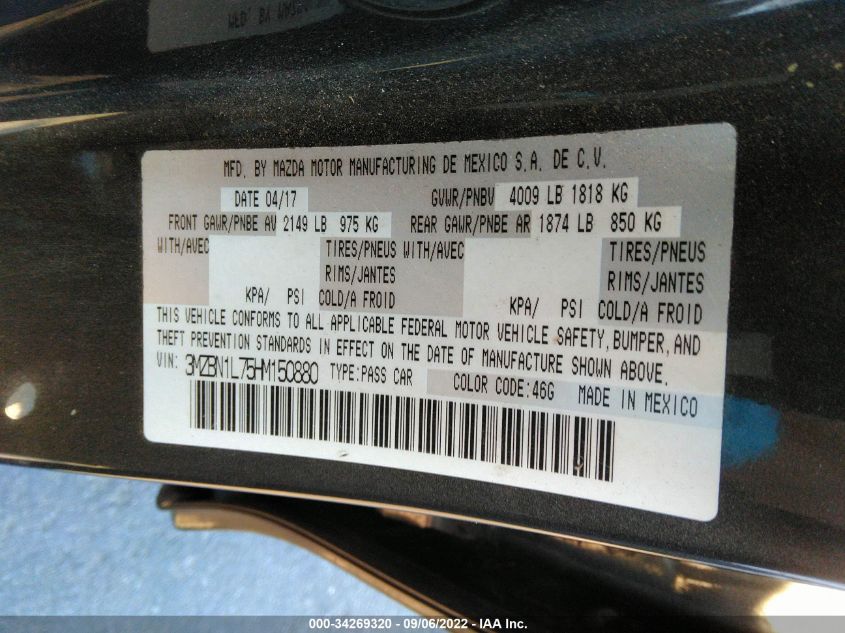 MFD. BY MAZDA MOTOR MANUFACTURING DE MEXICO S.A. DE C.V.
DATE 04/17 GVWR/PNBV 4009 LB 1818 KG
FRONT GAWR/PNBE AV 2149 LB 975 KG REAR GAWR/PNBE AR 1874 LB 850 KG
WITH/AVEC TIRES/PNEUS WITH/AVEC TIRES/PNEUS
RIMS/JANTES RIMS/JANTES
KPA/ PSI COLD/A FROID KPA/ PSI COLD/A FROID
THIS VEHICLE CONFORMS TO ALL APPLICABLE FEDERAL MOTOR VEHICLE SAFETY, BUMPER, AND
THEFT PREVENTION STANDARDS IN EFFECT ON THE DATE OF MANUFACTURE SHOWN ABOVE.
VIN: 3MZBN1L75HM150880 TYPE:PASS CAR COLOR CODE:46G MADE IN MEXICO
000-34269320 - 09/06/2022 - IAA Inc.